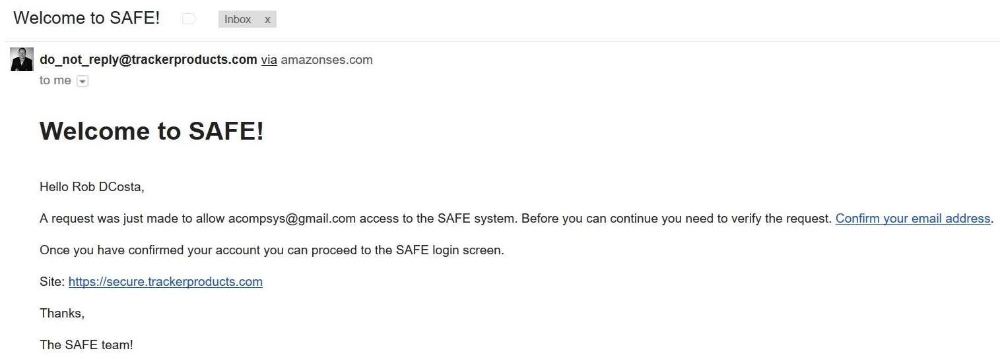 Welcome to SAFE!
Inbox x
do_not_reply@trackerproducts.com via amazonses.com
to me
Welcome to SAFE!
Hello Rob DCosta,
A request was just made to allow acompsys@gmail.com access to the SAFE system. Before you can continue you need to verify the request. Confirm your email address.
Once you have confirmed your account you can proceed to the SAFE login screen.
Site: https://secure.trackerproducts.com
Thanks,
The SAFE team!